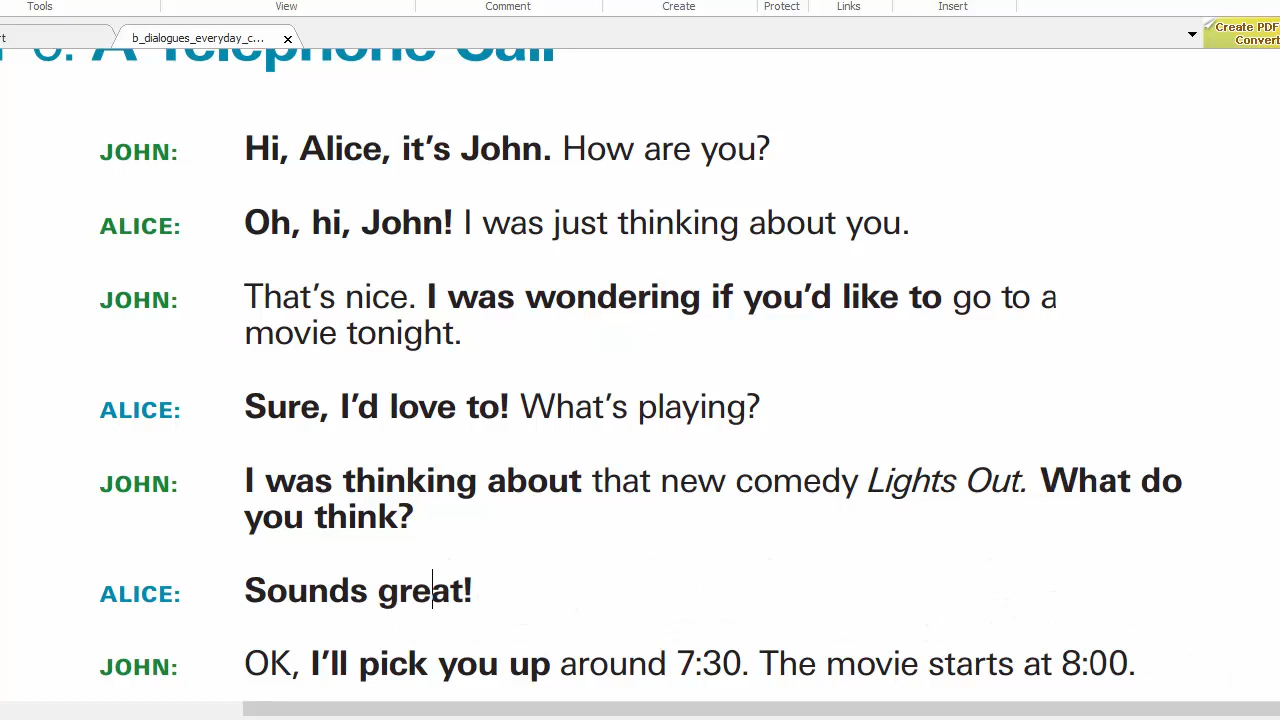 Tools View Comment Create Protect Links Insert
rt b_dialogues_everyday_c... Create PDF
Convert
A Telephone Call
JOHN: Hi, Alice, it's John. How are you?
ALICE: Oh, hi, John! I was just thinking about you.
JOHN: That's nice. I was wondering if you'd like to go to a
movie tonight.
ALICE: Sure, I'd love to! What's playing?
JOHN: I was thinking about that new comedy Lights Out. What do
you think?
ALICE: Sounds great!
JOHN: OK, I'll pick you up around 7:30. The movie starts at 8:00.